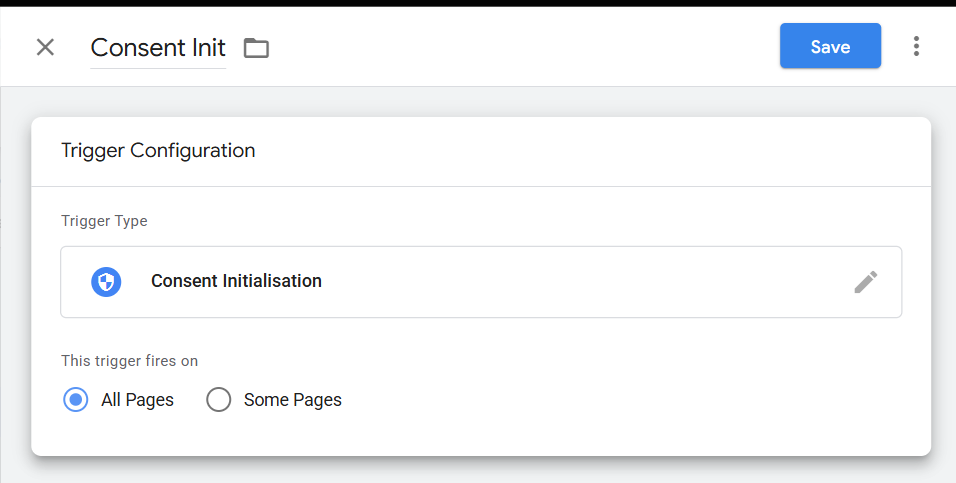 Consent Init
Save
Trigger Configuration
Trigger Type
Consent Initialisation
This trigger fires on
All Pages Some Pages